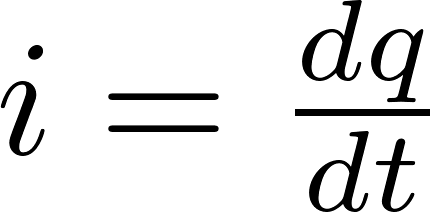 i = dq/dt